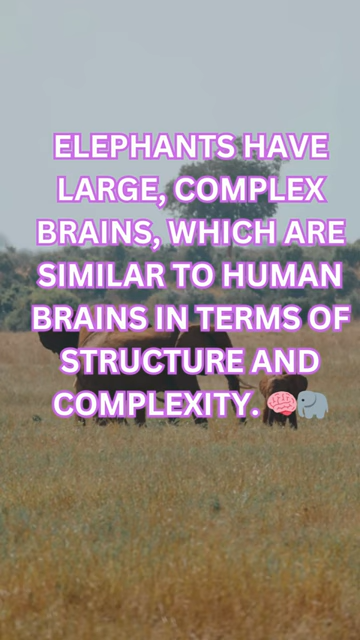 ELEPHANTS HAVE
LARGE, COMPLEX
BRAINS, WHICH ARE
SIMILAR TO HUMAN
BRAINS IN TERMS OF
STRUCTURE AND
COMPLEXITY. 🧠🐘